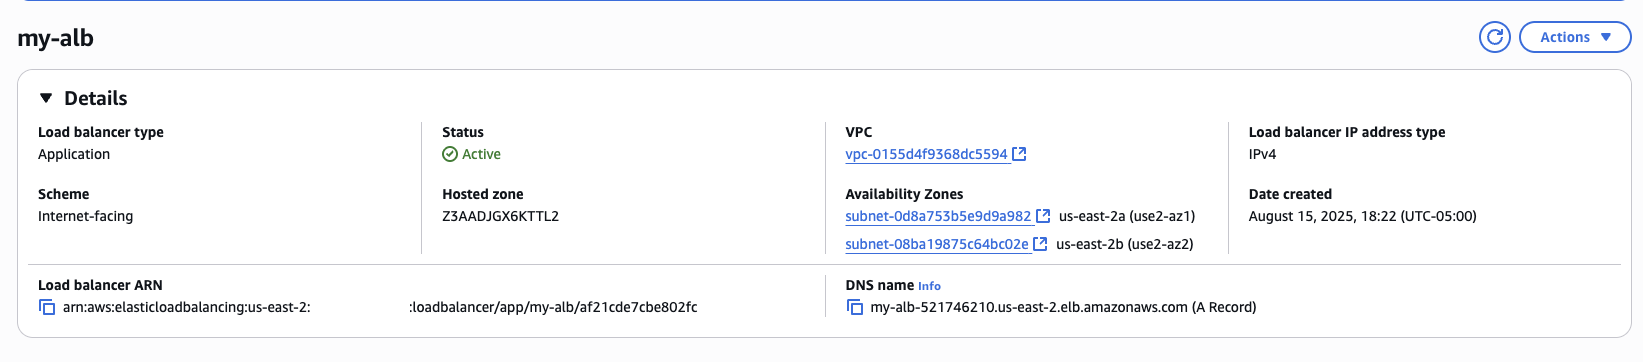 my-alb
Actions
Details
Load balancer type
Application
Status
Active
VPC
vpc-0155d4f9368dc5594
Load balancer IP address type
IPv4
Scheme
Internet-facing
Hosted zone
Z3AADJGX6KTTL2
Availability Zones
subnet-0d8a753b5e9d9a982 us-east-2a (use2-az1)
subnet-08ba19875c64bc02e us-east-2b (use2-az2)
Date created
August 15, 2025, 18:22 (UTC-05:00)
Load balancer ARN
arn:aws:elasticloadbalancing:us-east-2: :loadbalancer/app/my-alb/af21cde7cbe802fc
DNS name Info
my-alb-521746210.us-east-2.elb.amazonaws.com (A Record)